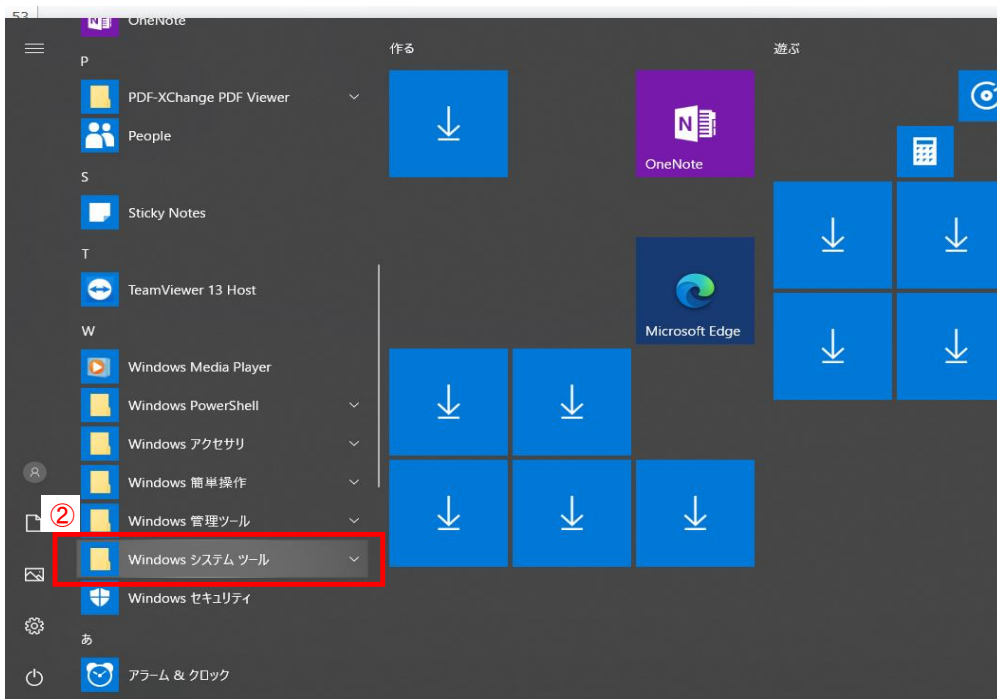 53
OneNote
P
PDF-XChange PDF Viewer
People
S
Sticky Notes
T
TeamViewer 13 Host
W
Windows Media Player
Windows PowerShell
Windows アクセサリ
Windows 簡単操作
②
Windows 管理ツール
Windows システム ツール
Windows セキュリティ
あ
アラーム & クロック
作る
OneNote
Microsoft Edge
遊ぶ